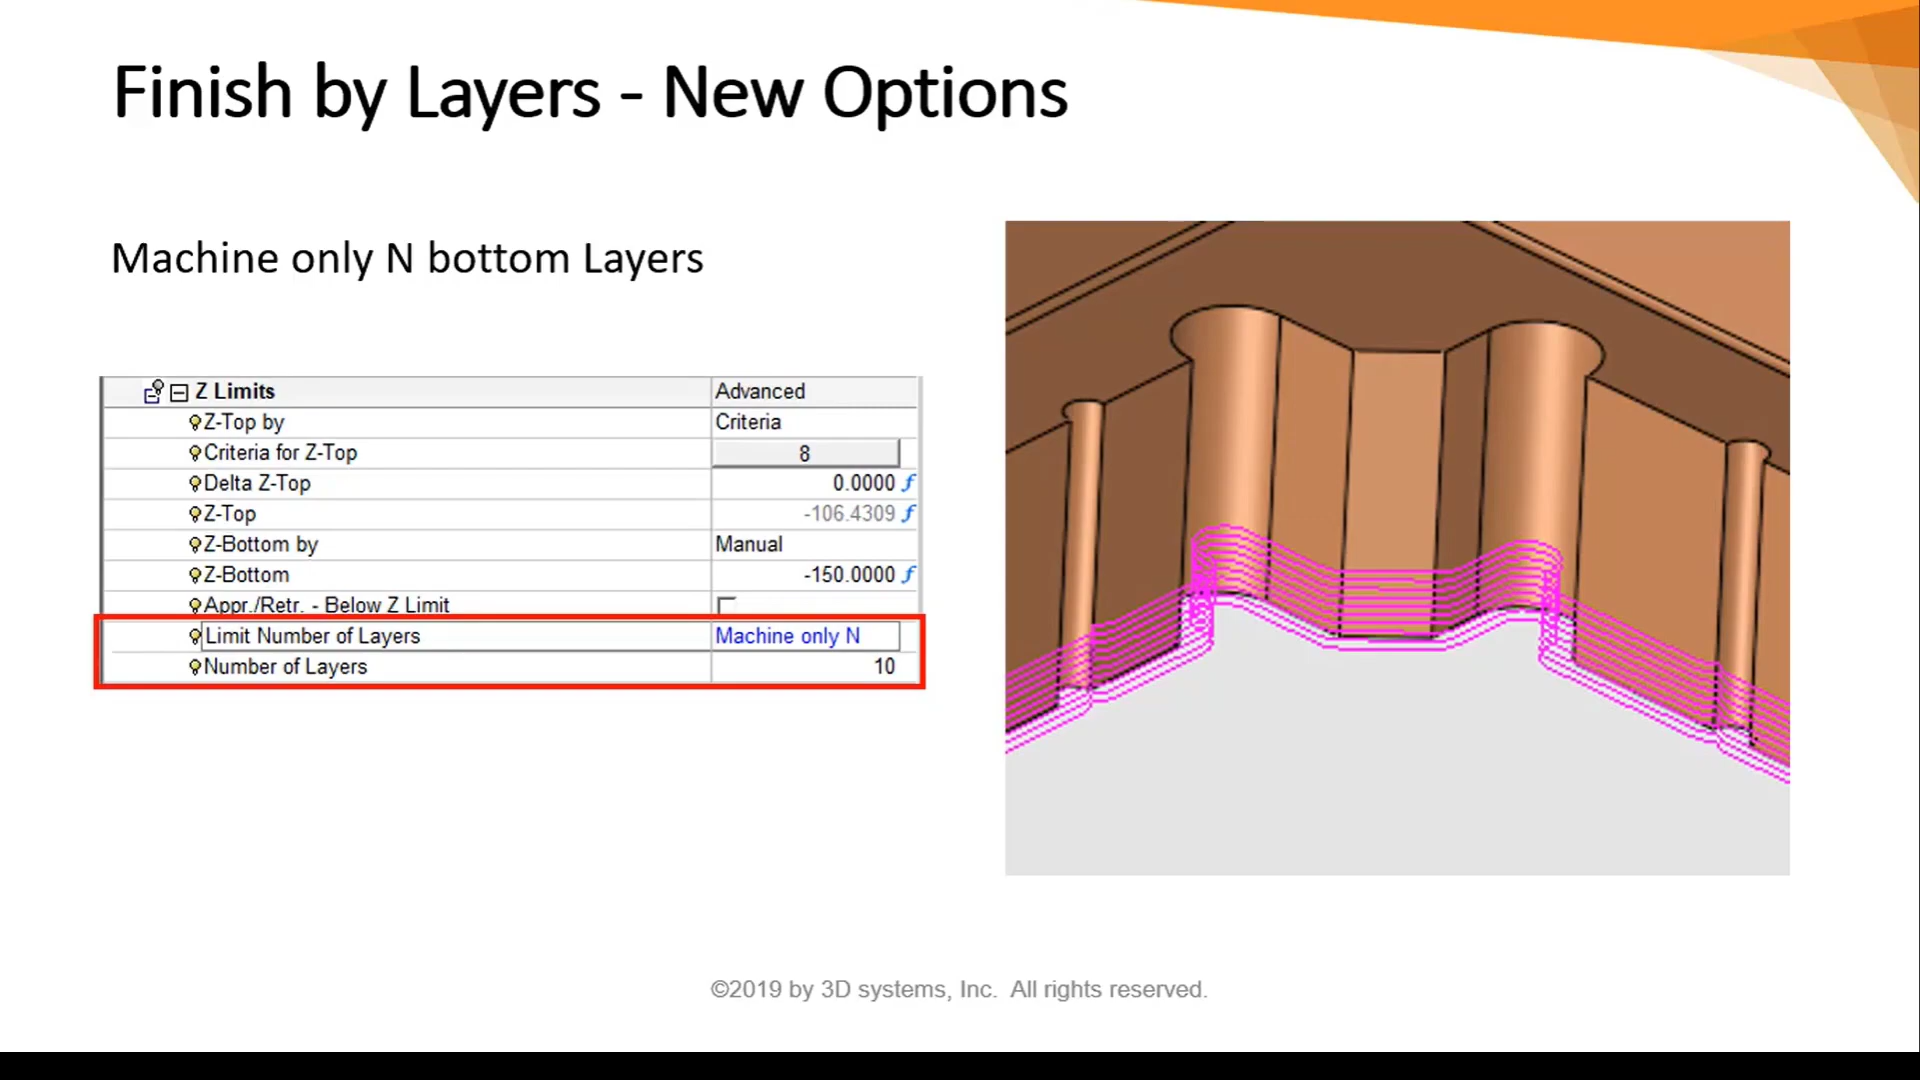 Finish by Layers - New Options
Machine only N bottom Layers
Z Limits Advanced
Z-Top by Criteria
Criteria for Z-Top 8
Delta Z-Top 0.0000 f
Z-Top -106.4309 f
Z-Bottom by Manual
Z-Bottom -150.0000 f
Appr./Retr. - Below Z Limit
Limit Number of Layers Machine only N
Number of Layers 10
©2019 by 3D systems, Inc. All rights reserved.